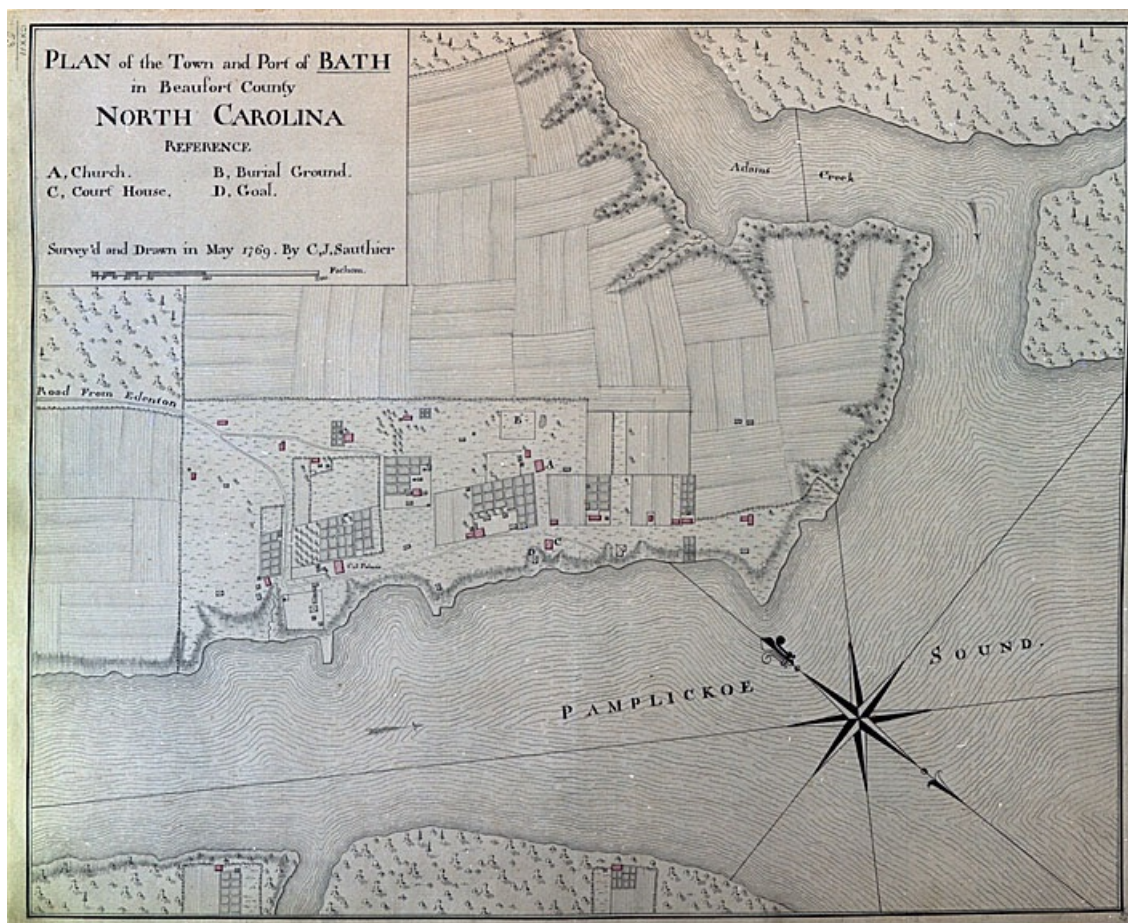 PLAN of the Town and Port of BATH
in Beaufort County
NORTH CAROLINA
REFERENCE
A, Church. B, Burial Ground.
C, Court House. D, Goal.
Survey'd and Drawn in May 1769. By C,J,Sauthier
Fathom.
Adams Creek
Road From Edenton
B
A
C
D
PAMPLICKOE SOUND.